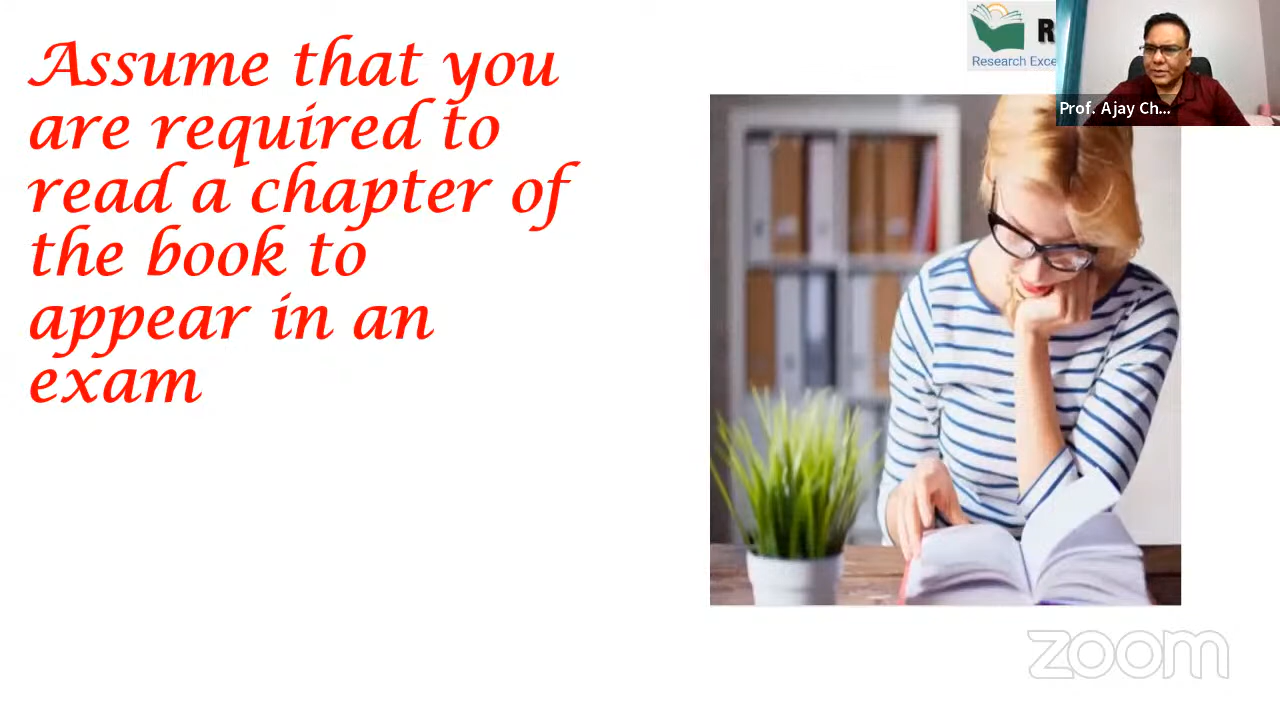 Assume that you
are required to
read a chapter of
the book to
appear in an
exam
R
Research Exce
Prof. Ajay Ch...
zoom